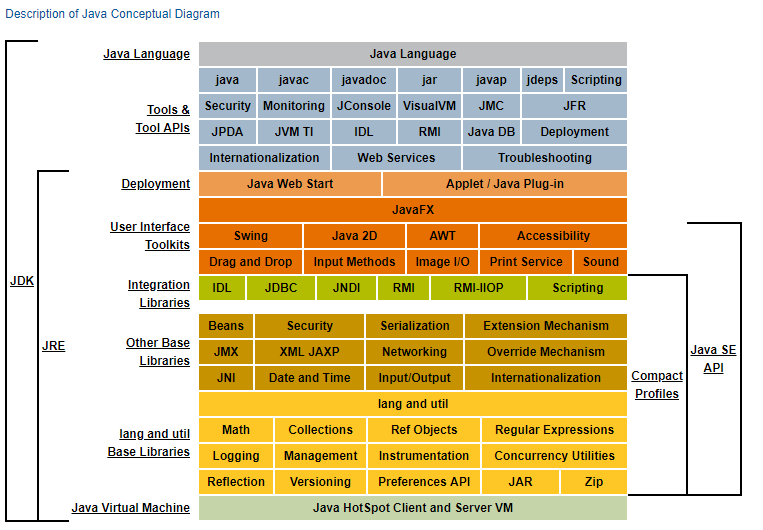 Description of Java Conceptual Diagram
Java Language
Java Language
java javac javadoc jar javap jdeps Scripting
Tools &
Tool APIs
Security Monitoring JConsole VisualVM JMC JFR
JPDA JVM TI IDL RMI Java DB Deployment
Internationalization Web Services Troubleshooting
Deployment
Java Web Start Applet / Java Plug-in
User Interface
Toolkits
JavaFX
Swing Java 2D AWT Accessibility
Drag and Drop Input Methods Image I/O Print Service Sound
Integration
Libraries
IDL JDBC JNDI RMI RMI-IIOP Scripting
JDK
JRE
Other Base
Libraries
Beans Security Serialization Extension Mechanism
JMX XML JAXP Networking Override Mechanism
JNI Date and Time Input/Output Internationalization
Java SE
API
Compact
Profiles
lang and util
Base Libraries
lang and util
Math Collections Ref Objects Regular Expressions
Logging Management Instrumentation Concurrency Utilities
Reflection Versioning Preferences API JAR Zip
Java Virtual Machine
Java HotSpot Client and Server VM